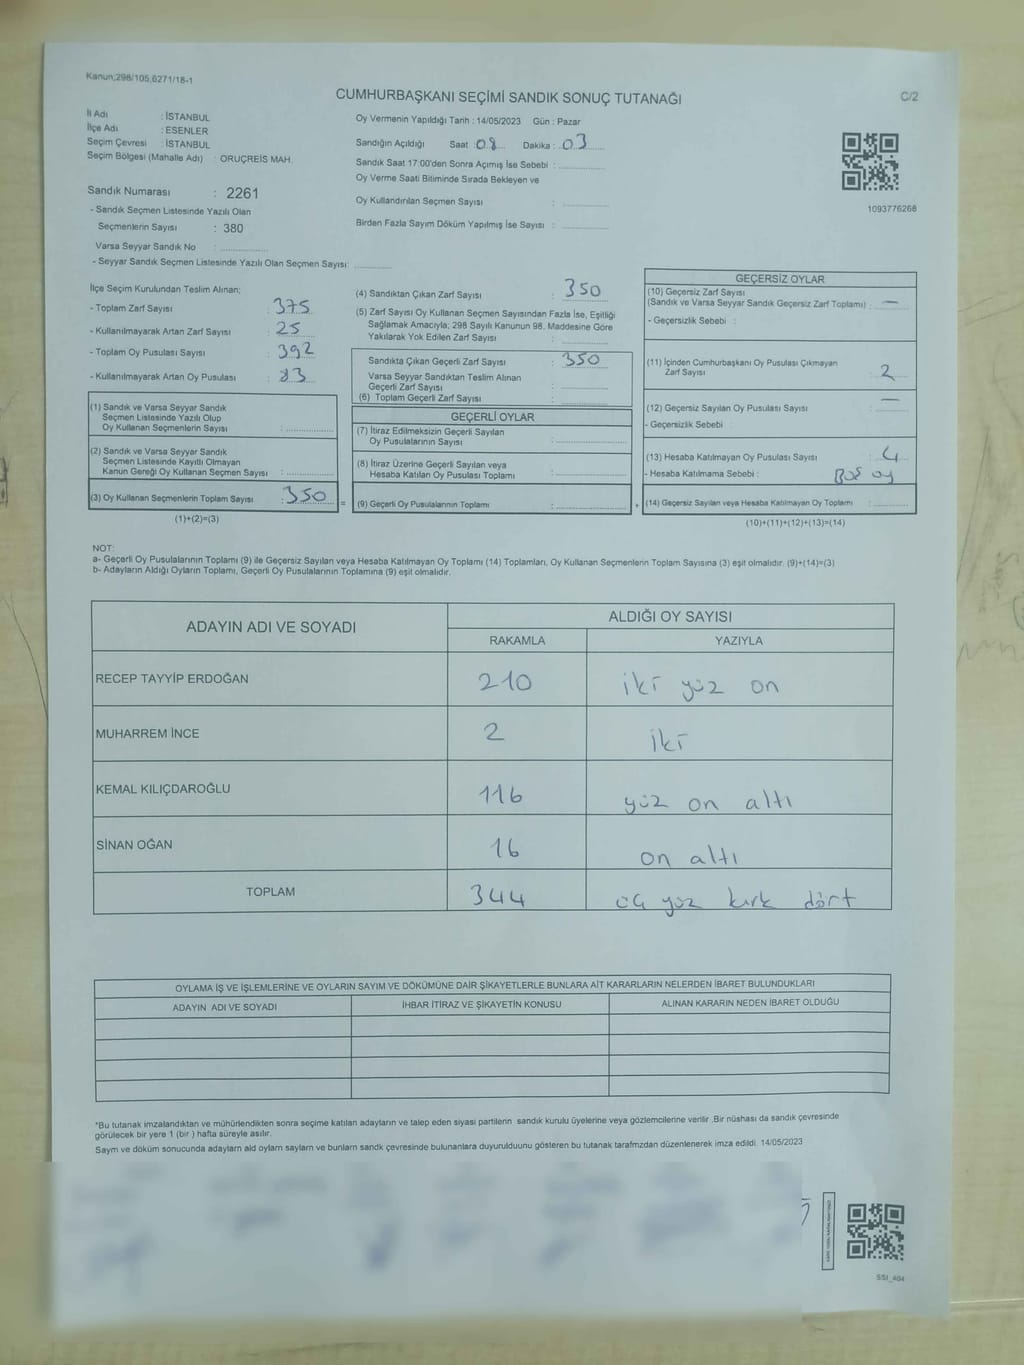 Kanun;298/105,6271/18-1
CUMHURBAŞKANI SEÇİMİ SANDIK SONUÇ TUTANAĞI
C/2
İl Adı : İSTANBUL
İlçe Adı : ESENLER
Seçim Çevresi : İSTANBUL
Seçim Bölgesi (Mahalle Adı) : ORUÇREİS MAH.
Sandık Numarası : 2261
- Sandık Seçmen Listesinde Yazılı Olan
Seçmenlerin Sayısı : 380
Varsa Seyyar Sandık No : ..................
- Seyyar Sandık Seçmen Listesinde Yazılı Olan Seçmen Sayısı: ..............
Oy Vermenin Yapıldığı Tarih : 14/05/2023 Gün : Pazar
Sandığın Açıldığı Saat : 08 Dakika : 03
Sandık Saat 17:00'den Sonra Açımış İse Sebebi : ..................
Oy Verme Saati Bitiminde Sırada Bekleyen ve
Oy Kullandırılan Seçmen Sayısı : ..................
Birden Fazla Sayım Döküm Yapılmış İse Sayısı : ..................
1093776268
İlçe Seçim Kurulundan Teslim Alınan;
- Toplam Zarf Sayısı : 375
- Kullanılmayarak Artan Zarf Sayısı : 25
- Toplam Oy Pusulası Sayısı : 392
- Kullanılmayarak Artan Oy Pusulası :
(1) Sandık ve Varsa Seyyar Sandık
Seçmen Listesinde Yazılı Olup
Oy Kullanan Seçmenlerin Sayısı : ..................
(2) Sandık ve Varsa Seyyar Sandık
Seçmen Listesinde Kayıtlı Olmayan
Kanun Gereği Oy Kullanan Seçmen Sayısı : ..................
(3) Oy Kullanan Seçmenlerin Toplam Sayısı : 350 =
(1)+(2)=(3)
(4) Sandıktan Çıkan Zarf Sayısı : 350
(5) Zarf Sayısı Oy Kullanan Seçmen Sayısından Fazla İse, Eşitliği
Sağlamak Amacıyla; 298 Sayılı Kanunun 98. Maddesine Göre
Yakılarak Yok Edilen Zarf Sayısı : ..................
Sandıkta Çıkan Geçerli Zarf Sayısı : 350
Varsa Seyyar Sandıktan Teslim Alınan
Geçerli Zarf Sayısı : ..................
(6) Toplam Geçerli Zarf Sayısı : ..................
GEÇERLİ OYLAR
(7) İtiraz Edilmeksizin Geçerli Sayılan
Oy Pusulalarının Sayısı : ..................
(8) İtiraz Üzerine Geçerli Sayılan veya
Hesaba Katılan Oy Pusulası Toplamı : ..................
(9) Geçerli Oy Pusulalarının Toplamı : .................. +
GEÇERSİZ OYLAR
(10) Geçersiz Zarf Sayısı
(Sandık ve Varsa Seyyar Sandık Geçersiz Zarf Toplamı) : —
- Geçersizlik Sebebi :
(11) İçinden Cumhurbaşkanı Oy Pusulası Çıkmayan
Zarf Sayısı : 2
(12) Geçersiz Sayılan Oy Pusulası Sayısı : —
- Geçersizlik Sebebi :
(13) Hesaba Katılmayan Oy Pusulası Sayısı : 4
- Hesaba Katılmama Sebebi : Boş oy
(14) Geçersiz Sayılan veya Hesaba Katılmayan Oy Toplamı : ..................
(10)+(11)+(12)+(13)=(14)
NOT:
a- Geçerli Oy Pusulalarının Toplamı (9) ile Geçersiz Sayılan veya Hesaba Katılmayan Oy Toplamı (14) Toplamları, Oy Kullanan Seçmenlerin Toplam Sayısına (3) eşit olmalıdır. (9)+(14)=(3)
b- Adayların Aldığı Oyların Toplamı, Geçerli Oy Pusulalarının Toplamına (9) eşit olmalıdır.
ADAYIN ADI VE SOYADI ALDIĞI OY SAYISI
RAKAMLA YAZIYLA
RECEP TAYYİP ERDOĞAN 210 iki yüz on
MUHARREM İNCE 2 iki
KEMAL KILIÇDAROĞLU 116 yüz on altı
SİNAN OĞAN 16 on altı
TOPLAM 344 üç yüz kırk dört
OYLAMA İŞ VE İŞLEMLERİNE VE OYLARIN SAYIM VE DÖKÜMÜNE DAİR ŞİKAYETLERLE BUNLARA AİT KARARLARIN NELERDEN İBARET BULUNDUKLARI
ADAYIN ADI VE SOYADI İHBAR İTİRAZ VE ŞİKAYETİN KONUSU ALINAN KARARIN NEDEN İBARET OLDUĞU
*Bu tutanak imzalandıktan ve mühürlendikten sonra seçime katılan adayların ve talep eden siyasi partilerin sandık kurulu üyelerine veya gözlemcilerine verilir. Bir nüshası da sandık çevresinde
görülecek bir yere 1 (bir ) hafta süreyle asılır.
Sayım ve döküm sonucunda adayların ald oyların sayıları ve bunların sandk çevresinde bulunanlara duyurulduunu gösteren bu tutanak tarafmzdan düzenlenerek imza edildi. 14/05/2023
SSI_404